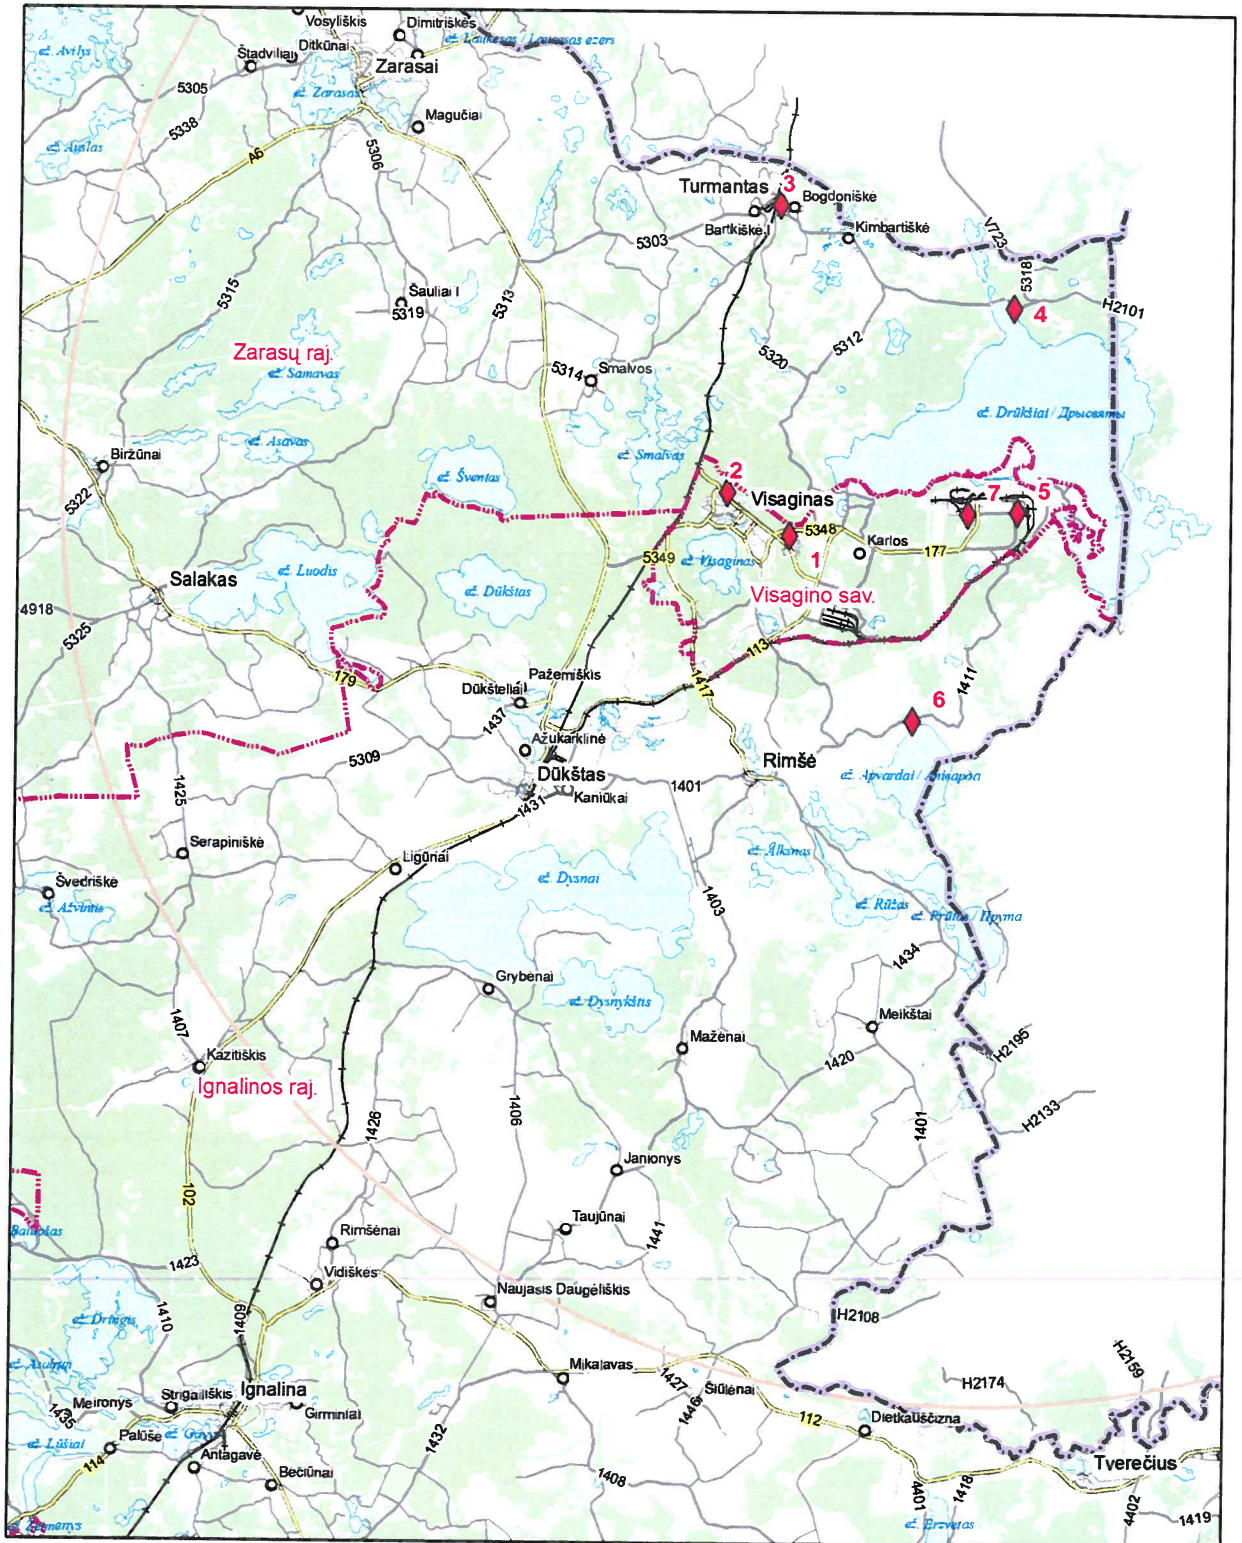 Vosyliškis
Dimitriškės
ež. Avilys
Štadviliai
Ditkūnai
ež. Laukesas / Laucesas ezers
Zarasai
5305
ež. Zarasas
Magučiai
5338
ež. Auslas
A6
5306
Turmantas
3
Bogdoniškė
Bartkiškė I
Kimbartiškė
5303
V723
5315
5313
Šauliai I
5319
5318
H2101
4
Zarasų raj.
5312
5320
5314
Smalvos
ež. Samavas
ež. Drūkšiai / Дрысвяты
ež. Asavas
Biržūnai
ež. Šventas
ež. Smalvas
2
Visaginas
7
5
5322
5348
Karlos
177
5349
1
ež. Visaginas
Salakas
ež. Luodis
ež. Dūkštas
Visagino sav.
4918
5325
113
179
Pažemiškis
Dūkšteliai I
1417
1411
6
1437
Ažukarklinė
5309
Dūkštas
Rimšė
ež. Apvardai / Апиварда
1425
1431
Kaniūkai
1401
Serapiniškė
Ligūnai
ež. Alksnas
Švedriškė
ež. Dysnai
ež. Ažvintis
1403
ež. Rūžas
ež. Prūtas / Прута
1434
Grybėnai
ež. Dysnykštis
1407
Meikštai
Mažėnai
H2195
Kazitiškis
1420
Ignalinos raj.
1406
1426
1401
H2133
Janionys
102
Taujūnai
1441
Baluošas
Rimšėnai
1423
Vidiškės
Naujasis Daugėliškis
1410
1409
H2108
ež. Dringis
H2159
Mikalavas
1427
Šiūlėnai
H2174
Ignalina
Strigailiškis
Meironys
Girminiai
1446
1435
112
Dietkauščizna
ež. Lūšiai
Palūšė
1432
Antagavė
Tverečius
114
Bečiūnai
1408
4401
1418
4402
1419
ež. Erzvėtas